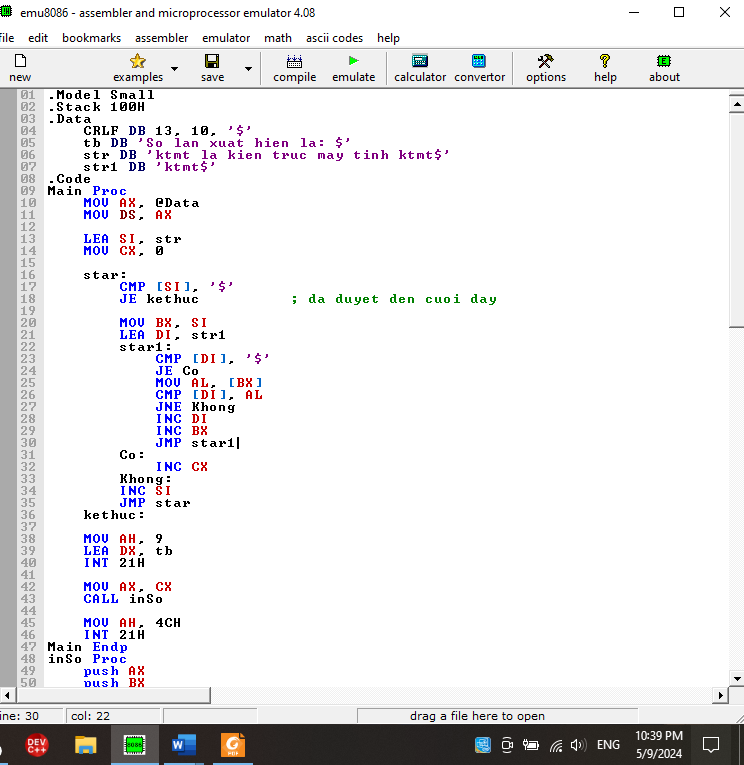 emu8086 - assembler and microprocessor emulator 4.08
file edit bookmarks assembler emulator math ascii codes help
new examples save compile emulate calculator convertor options help about
01 .Model Small
02 .Stack 100H
03 .Data
04 CRLF DB 13, 10, '$'
05 tb DB 'So lan xuat hien la: $'
06 str DB 'ktmt la kien truc may tinh ktmt$'
07 str1 DB 'ktmt$'
08 .Code
09 Main Proc
10 MOV AX, @Data
11 MOV DS, AX
12
13 LEA SI, str
14 MOV CX, 0
15
16 star:
17 CMP [SI], '$'
18 JE kethuc ; da duyet den cuoi day
19
20 MOV BX, SI
21 LEA DI, str1
22 star1:
23 CMP [DI], '$'
24 JE Co
25 MOV AL, [BX]
26 CMP [DI], AL
27 JNE Khong
28 INC DI
29 INC BX
30 JMP star1
31 Co:
32 INC CX
33 Khong:
34 INC SI
35 JMP star
36 kethuc:
37
38 MOV AH, 9
39 LEA DX, tb
40 INT 21H
41
42 MOV AX, CX
43 CALL inSo
44
45 MOV AH, 4CH
46 INT 21H
47 Main Endp
48 inSo Proc
49 push AX
50 push BX
line: 30 col: 22 drag a file here to open
DEV C++ 8086 W PDF ENG 10:39 PM
5/9/2024